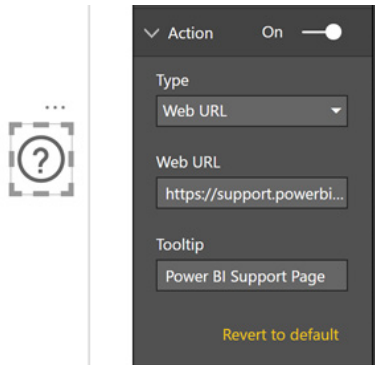 Action On
Type
Web URL
Web URL
https://support.powerbi...
Tooltip
Power BI Support Page
Revert to default